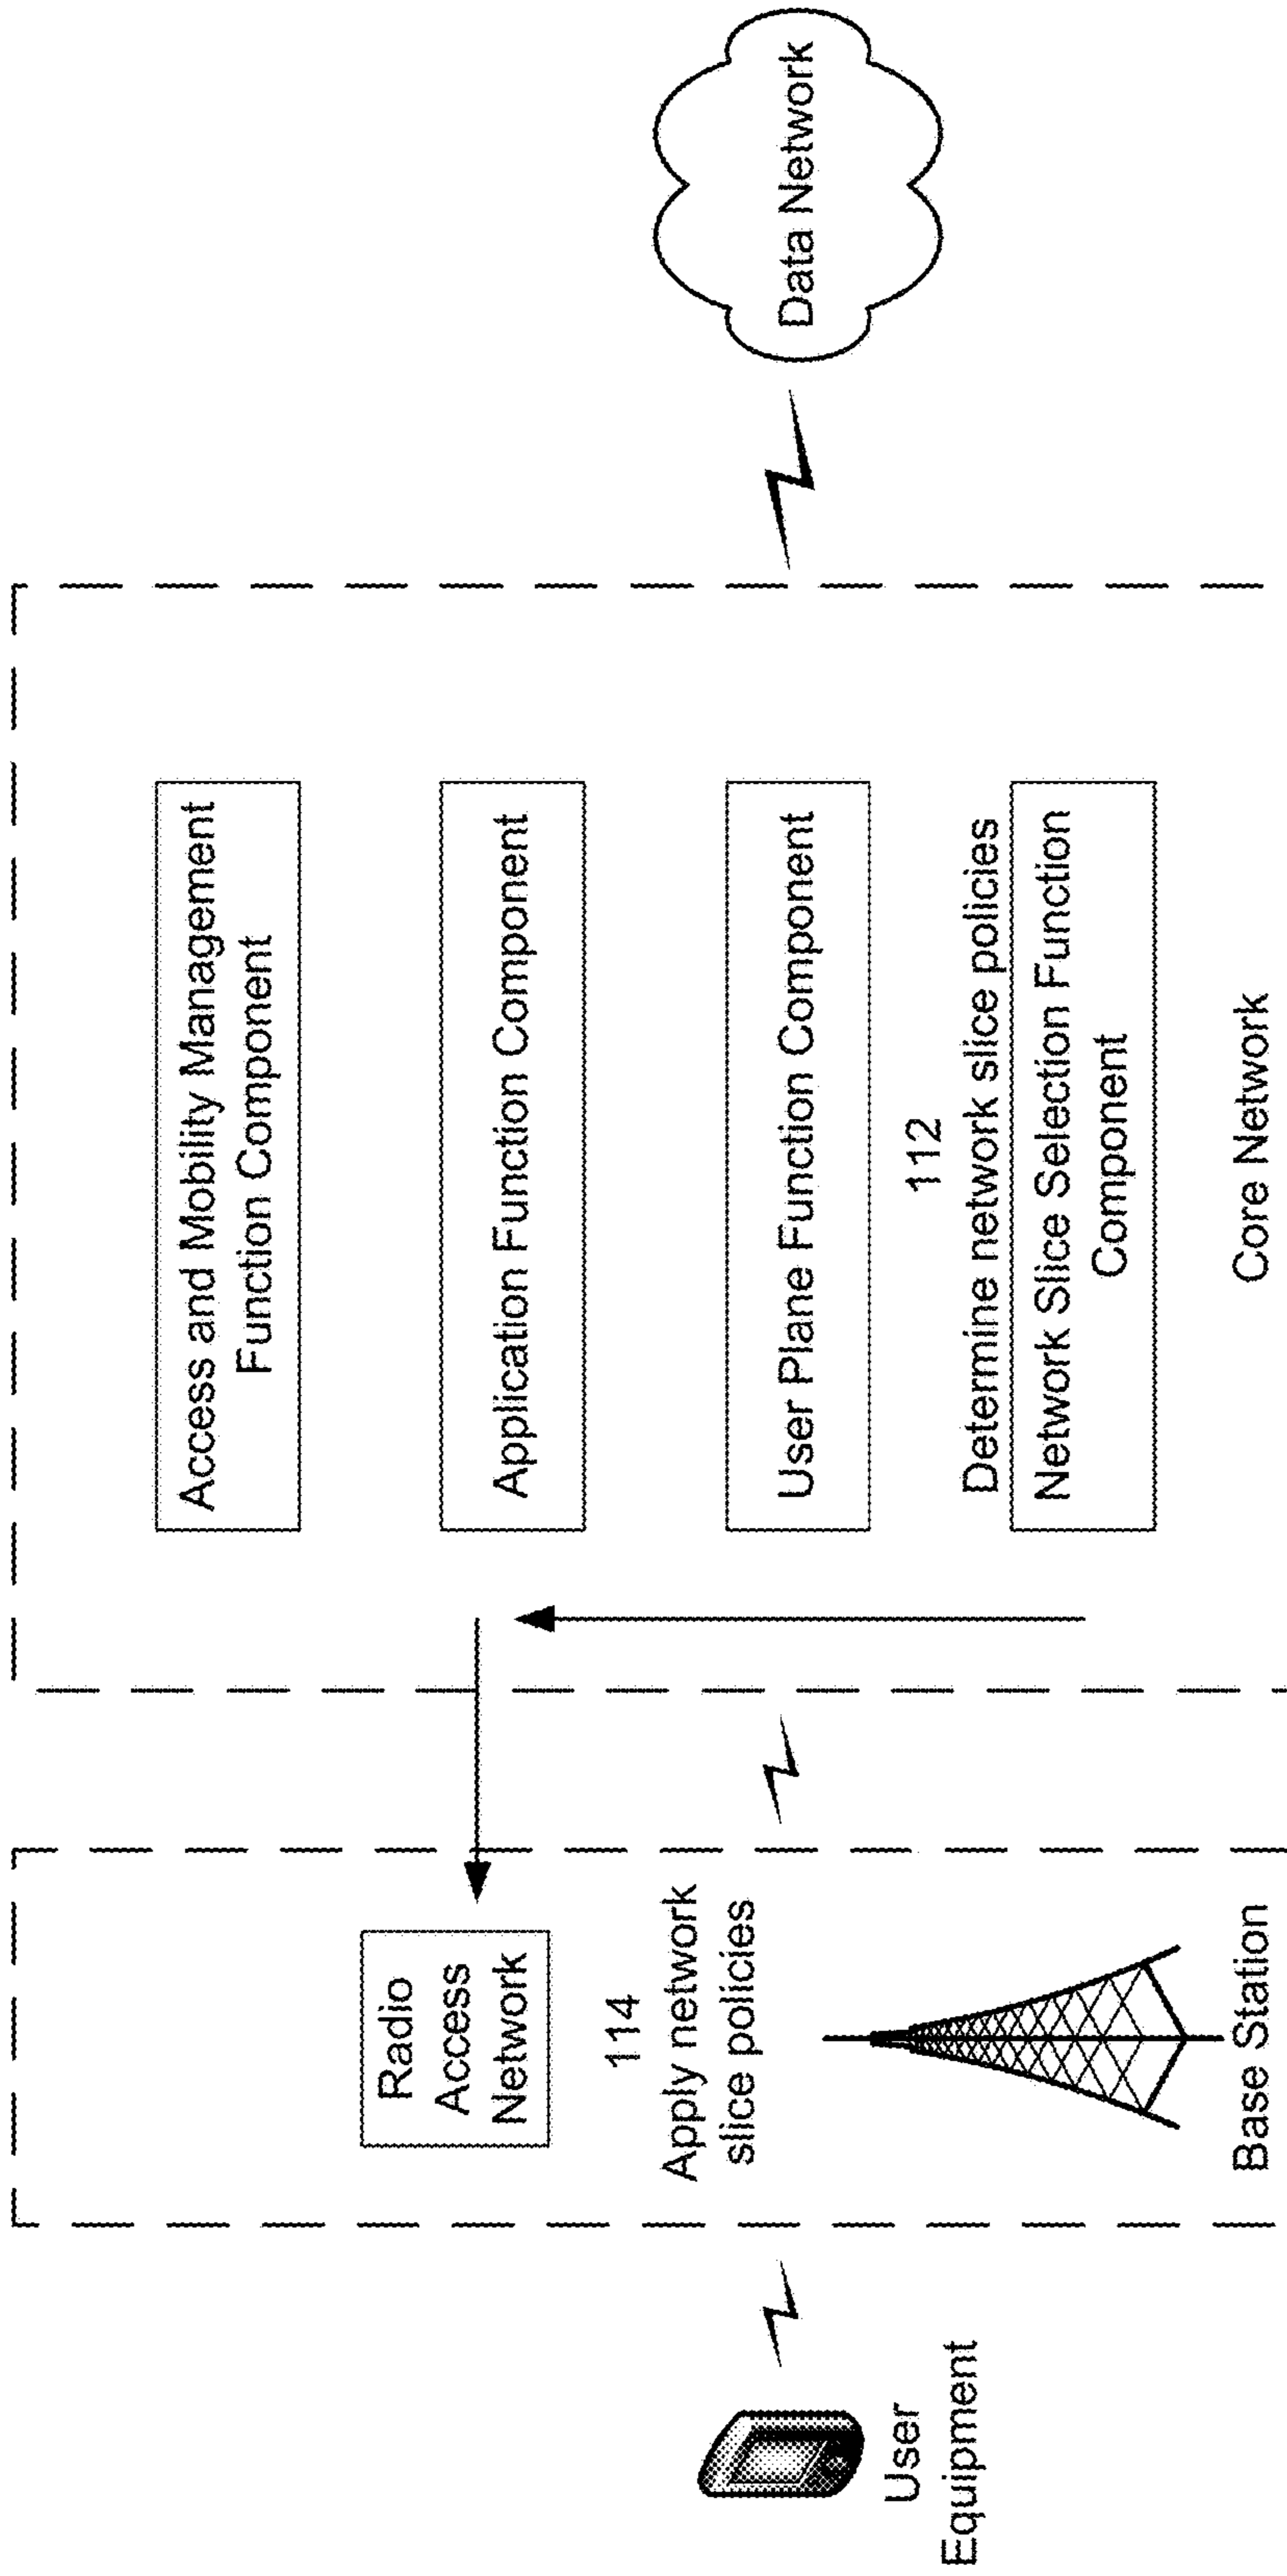 User
Equipment
Radio
Access
Network
114
Apply network
slice policies
Base Station
Access and Mobility Management
Function Component
Application Function Component
User Plane Function Component
112
Determine network slice policies
Network Slice Selection Function
Component
Core Network
Data Network